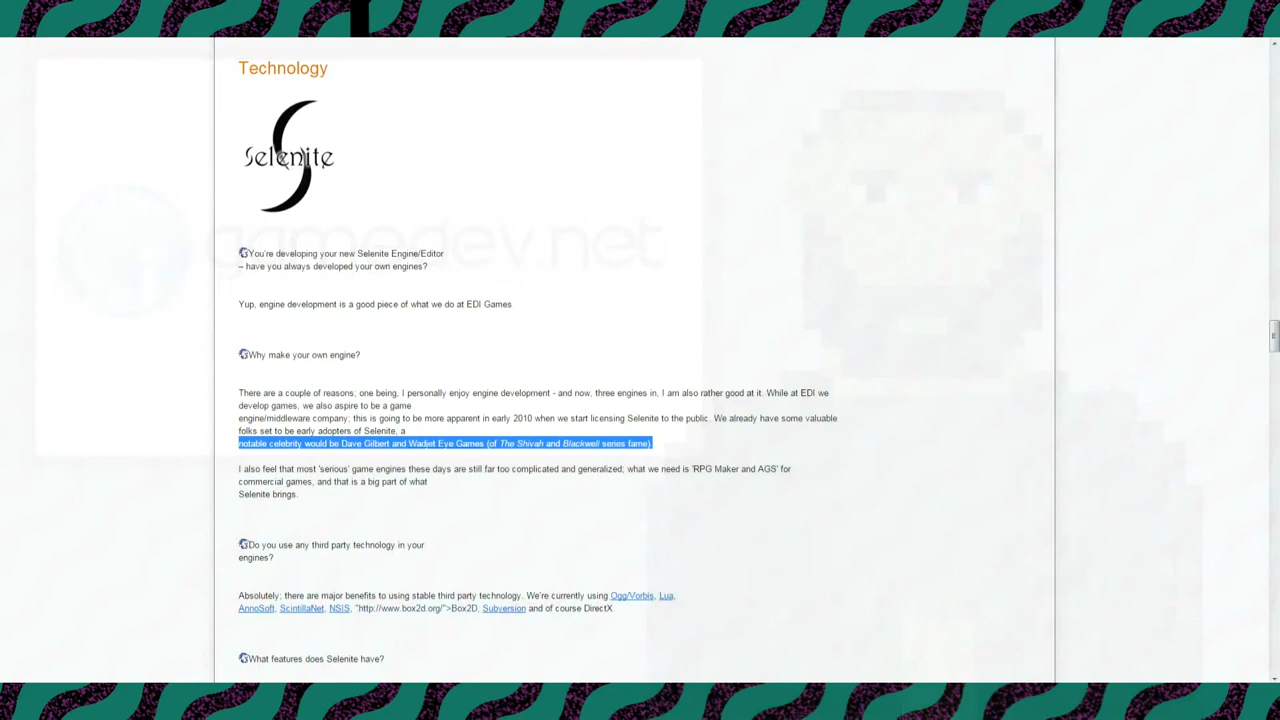 Technology
Selenite
gamedev.net
You're developing your new Selenite Engine/Editor
– have you always developed your own engines?
Yup, engine development is a good piece of what we do at EDI Games.
Why make your own engine?
There are a couple of reasons; one being, I personally enjoy engine development - and now, three engines in, I am also rather good at it. While at EDI we
develop games, we also aspire to be a game
engine/middleware company; this is going to be more apparent in early 2010 when we start licensing Selenite to the public. We already have some valuable
folks set to be early adopters of Selenite, a
notable celebrity would be Dave Gilbert and Wadjet Eye Games (of The Shivah and Blackwell series fame).
I also feel that most 'serious' game engines these days are still far too complicated and generalized; what we need is 'RPG Maker and AGS' for
commercial games, and that is a big part of what
Selenite brings.
Do you use any third party technology in your
engines?
Absolutely; there are major benefits to using stable third party technology. We're currently using Ogg/Vorbis, Lua,
AnnoSoft, ScintillaNet, NSIS, "http://www.box2d.org/">Box2D, Subversion and of course DirectX.
What features does Selenite have?